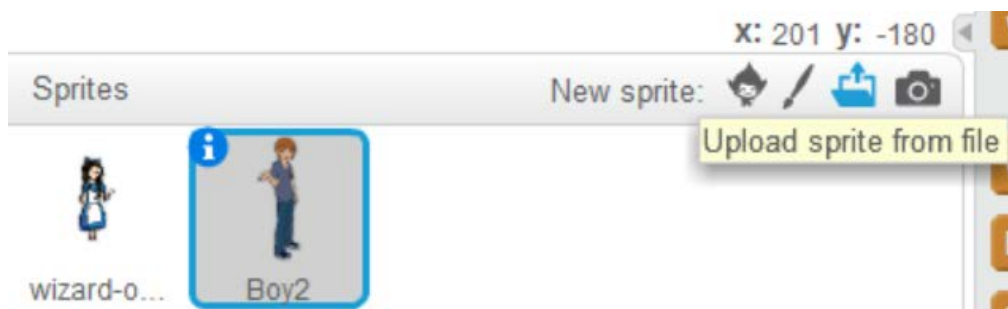 x: 201 y: -180
Sprites New sprite:
Upload sprite from file
wizard-o... Boy2